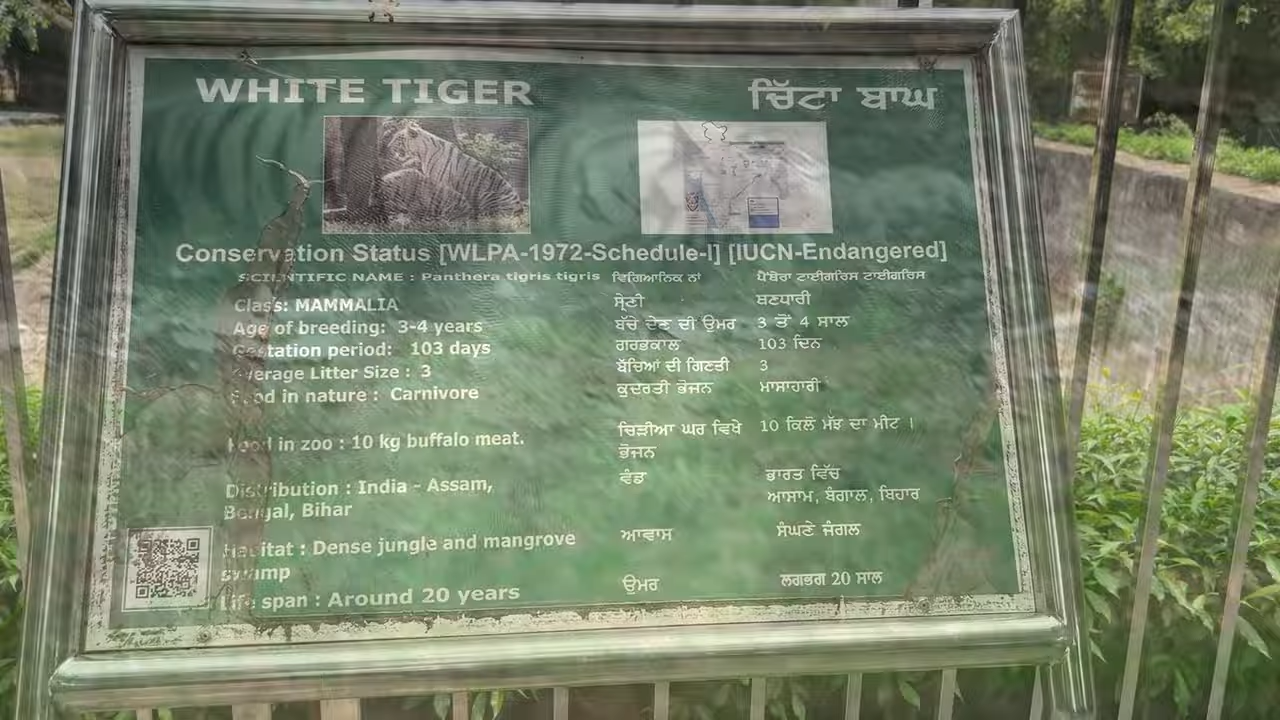 WHITE TIGER
ਚਿੱਟਾ ਬਾਘ
Conservation Status [WLPA-1972-Schedule-I] [IUCN-Endangered]
SCIENTIFIC NAME : Panthera tigris tigris
ਵਿਗਿਆਨਿਕ ਨਾਂ ਪੈਂਥੇਰਾ ਟਾਈਗਰਿਸ ਟਾਈਗਰਿਸ
Class: MAMMALIA
ਸ਼੍ਰੇਣੀ ਥਣਧਾਰੀ
Age of breeding: 3-4 years
ਬੱਚੇ ਦੇਣ ਦੀ ਉਮਰ 3 ਤੋਂ 4 ਸਾਲ
Gestation period: 103 days
ਗਰਭਕਾਲ 103 ਦਿਨ
Average Litter Size : 3
ਬੱਚਿਆਂ ਦੀ ਗਿਣਤੀ 3
Food in nature : Carnivore
ਕੁਦਰਤੀ ਭੋਜਨ ਮਾਸਾਹਾਰੀ
Food in zoo : 10 kg buffalo meat.
ਚਿੜੀਆ ਘਰ ਵਿਖੇ 10 ਕਿਲੋ ਮੱਝ ਦਾ ਮੀਟ ।
ਭੋਜਨ
Distribution : India - Assam,
Bengal, Bihar
ਵੰਡ ਭਾਰਤ ਵਿੱਚ
ਆਸਾਮ, ਬੰਗਾਲ, ਬਿਹਾਰ
Habitat : Dense jungle and mangrove
swamp
ਆਵਾਸ ਸੰਘਣੇ ਜੰਗਲ
Life span : Around 20 years
ਉਮਰ ਲਗਭਗ 20 ਸਾਲ